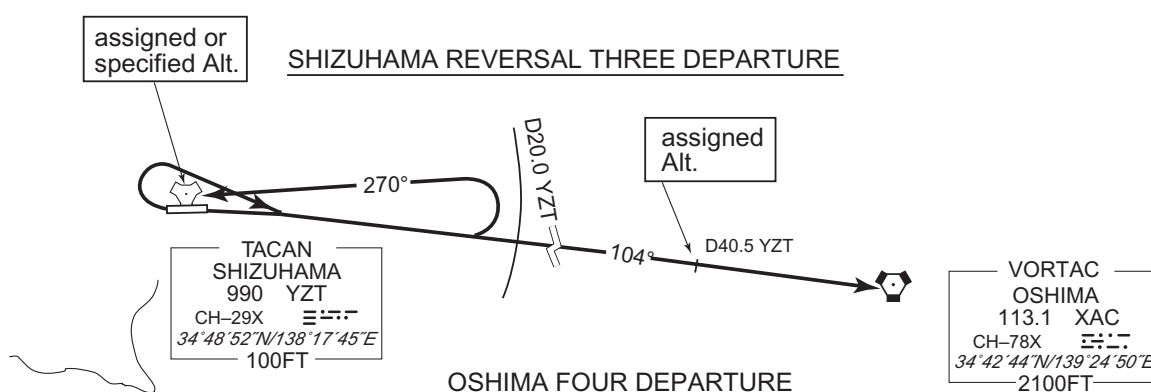 assigned or
specified Alt.
SHIZUHAMA REVERSAL THREE DEPARTURE
D20.0 YZT
assigned
Alt.
270°
104°
D40.5 YZT
TACAN
SHIZUHAMA
990 YZT
CH–29X
34°48´52˝N/138°17´45˝E
100FT
VORTAC
OSHIMA
113.1 XAC
CH–78X
34°42´44˝N/139°24´50˝E
2100FT
OSHIMA FOUR DEPARTURE